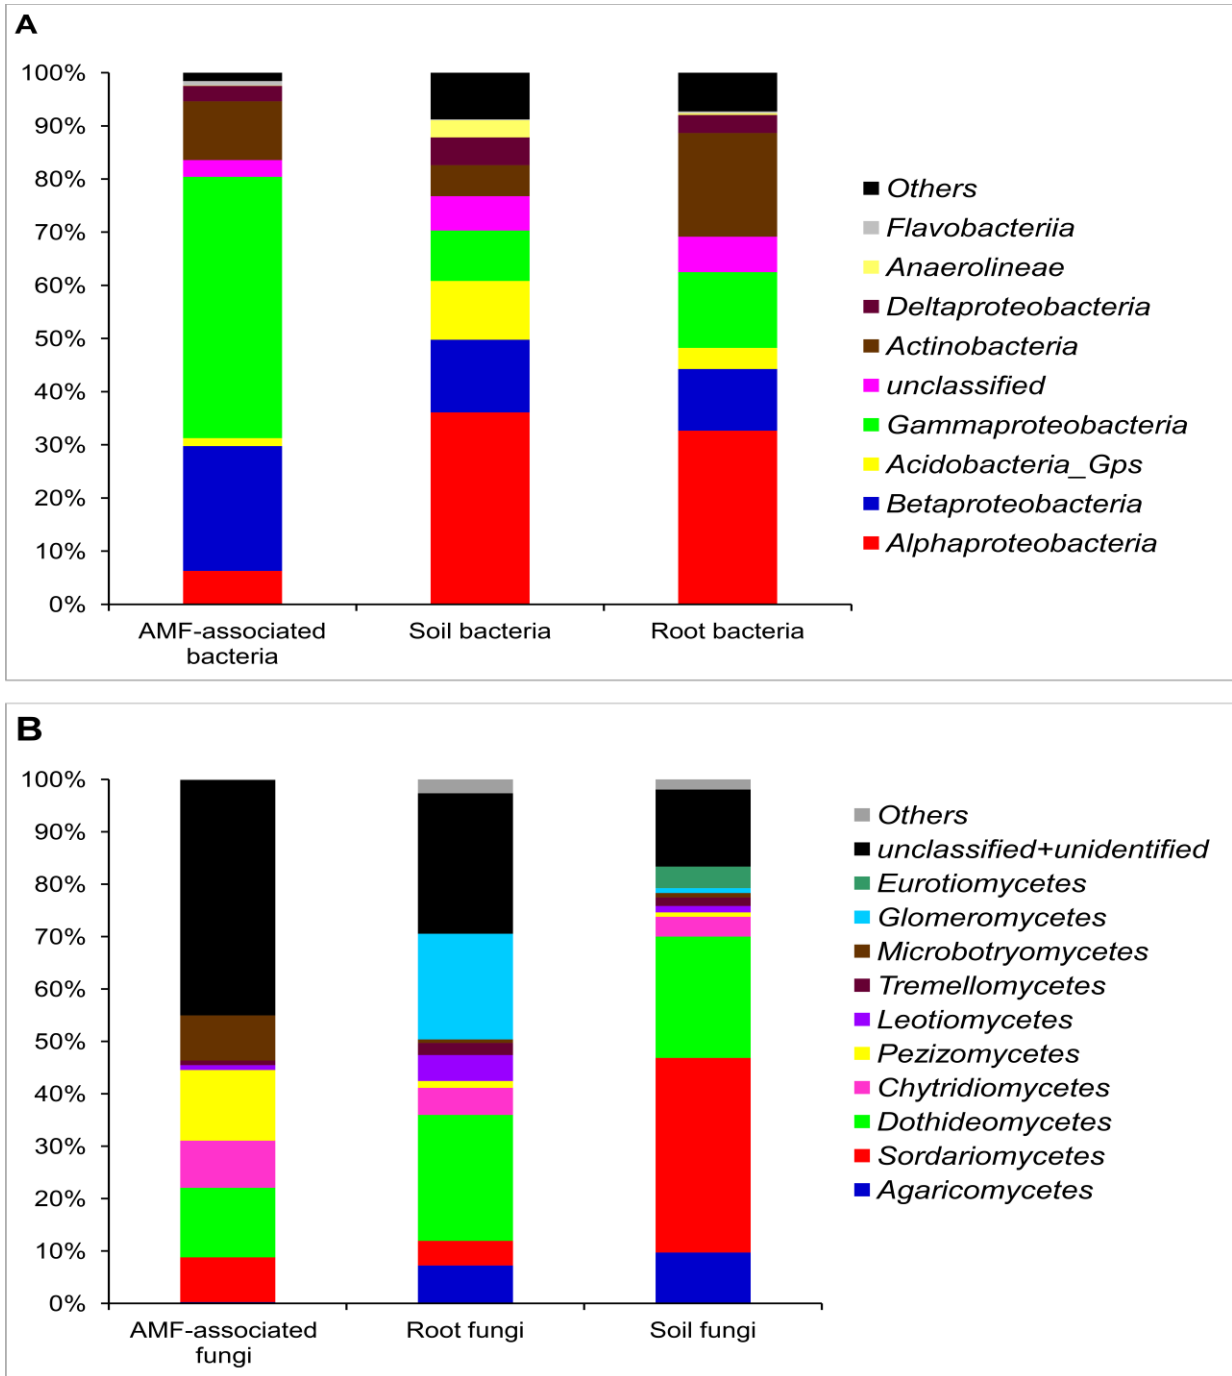 A
100%
90%
80%
70%
60%
50%
40%
30%
20%
10%
0%
AMF-associated
bacteria
Soil bacteria
Root bacteria
Others
Flavobacteriia
Anaerolineae
Deltaproteobacteria
Actinobacteria
unclassified
Gammaproteobacteria
Acidobacteria_Gps
Betaproteobacteria
Alphaproteobacteria
B
100%
90%
80%
70%
60%
50%
40%
30%
20%
10%
0%
AMF-associated
fungi
Root fungi
Soil fungi
Others
unclassified+unidentified
Eurotiomycetes
Glomeromycetes
Microbotryomycetes
Tremellomycetes
Leotiomycetes
Pezizomycetes
Chytridiomycetes
Dothideomycetes
Sordariomycetes
Agaricomycetes